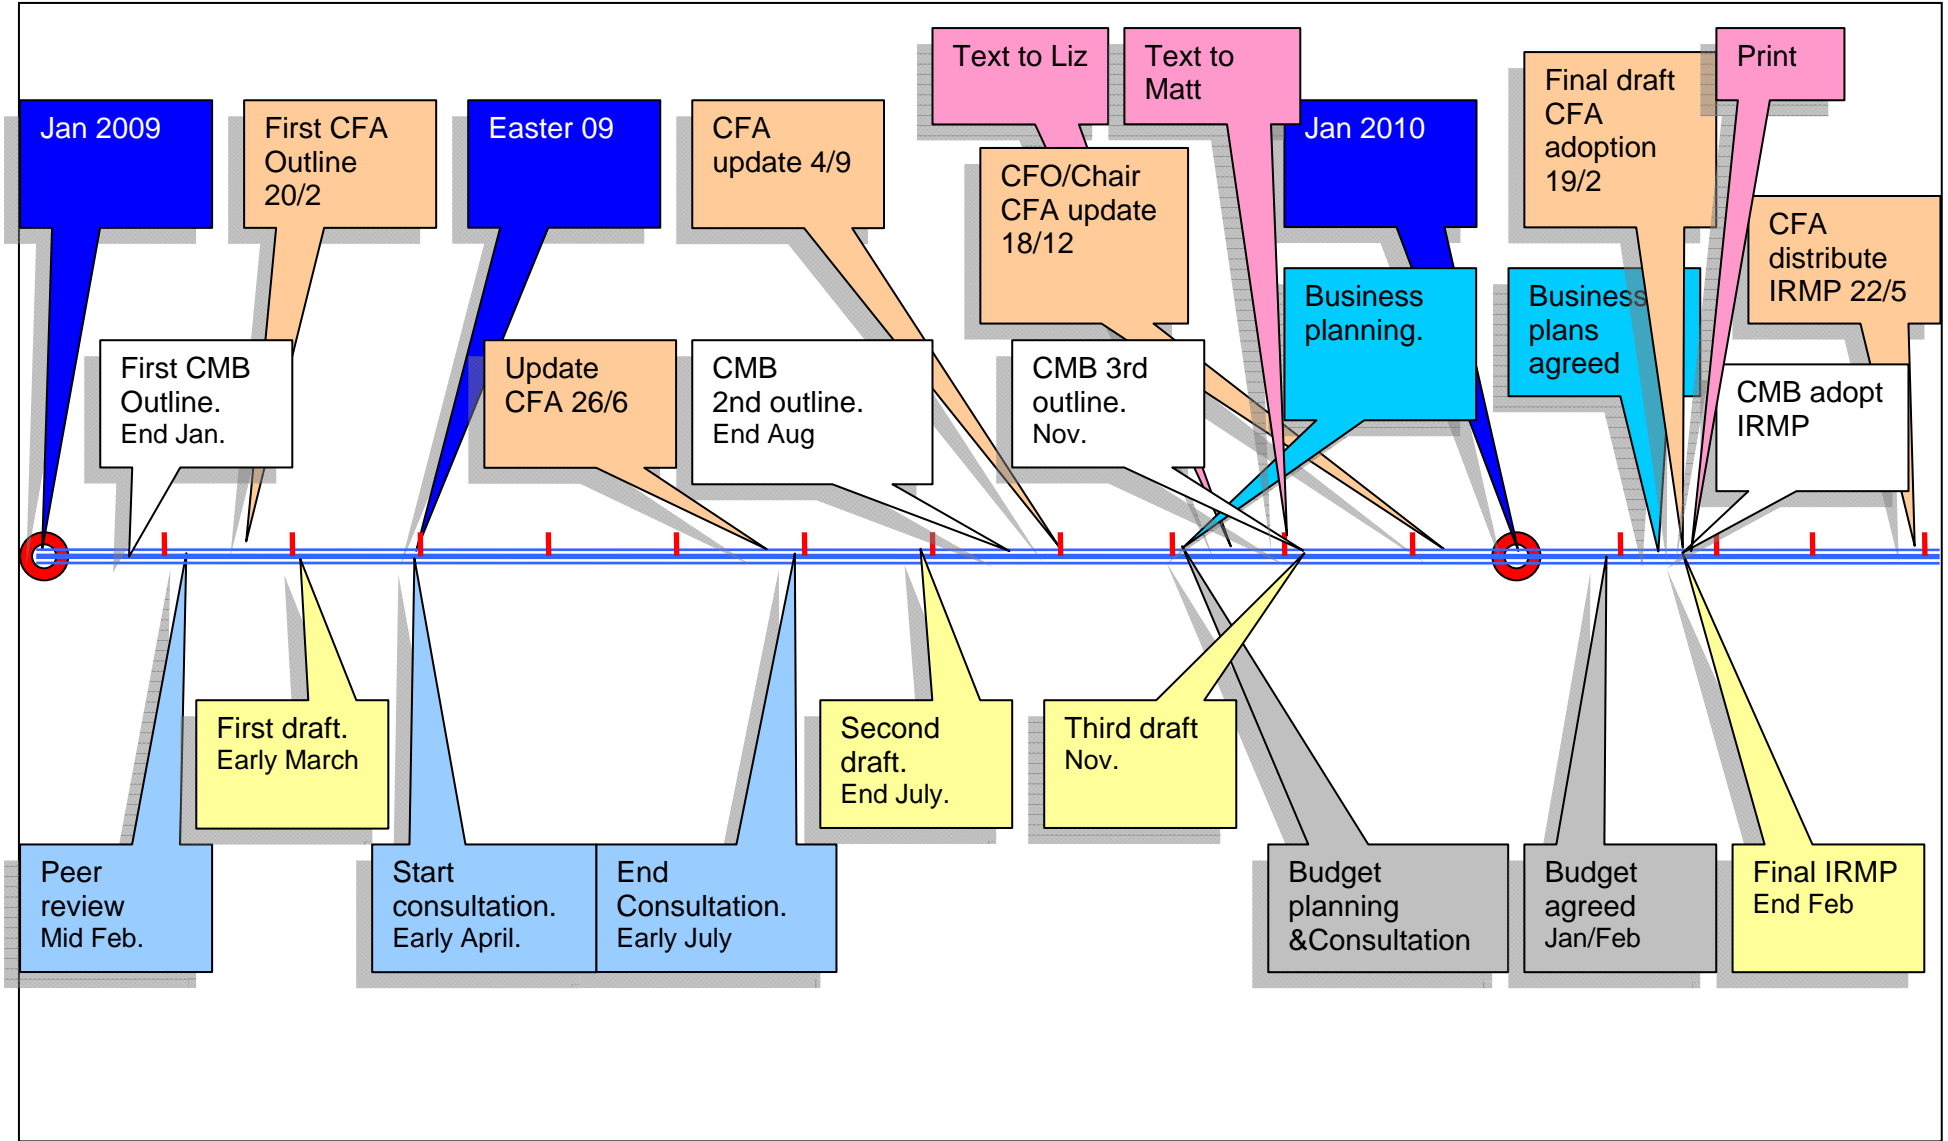 Text to Liz
Text to
Matt
Print
Final draft
CFA
adoption
19/2
Jan 2009
First CFA
Outline
20/2
Easter 09
CFA
update 4/9
Jan 2010
CFO/Chair
CFA update
18/12
CFA
distribute
IRMP 22/5
Business
planning.
Business
plans
agreed
First CMB
Outline.
End Jan.
Update
CFA 26/6
CMB
2nd outline.
End Aug
CMB 3rd
outline.
Nov.
CMB adopt
IRMP
First draft.
Early March
Second
draft.
End July.
Third draft
Nov.
Peer
review
Mid Feb.
Start
consultation.
Early April.
End
Consultation.
Early July
Budget
planning
&Consultation
Budget
agreed
Jan/Feb
Final IRMP
End Feb